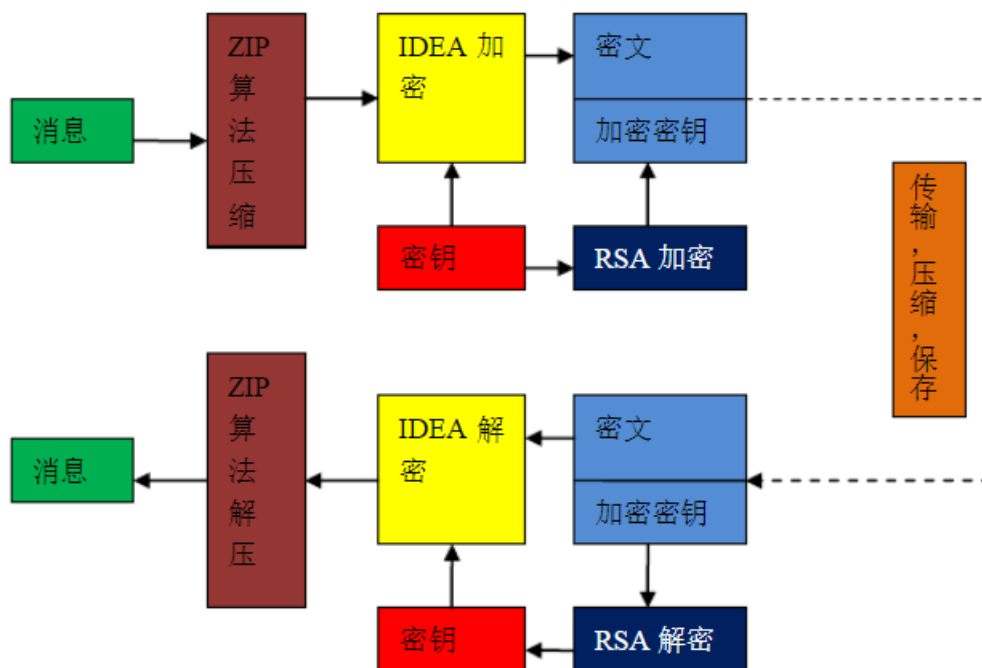 ZIP
算
法
压
缩
IDEA 加
密
密文
加密密钥
消息
密钥
RSA 加密
传
输
,
压
缩
,
保
存
ZIP
算
法
解
压
IDEA 解
密
密文
加密密钥
消息
密钥
RSA 解密